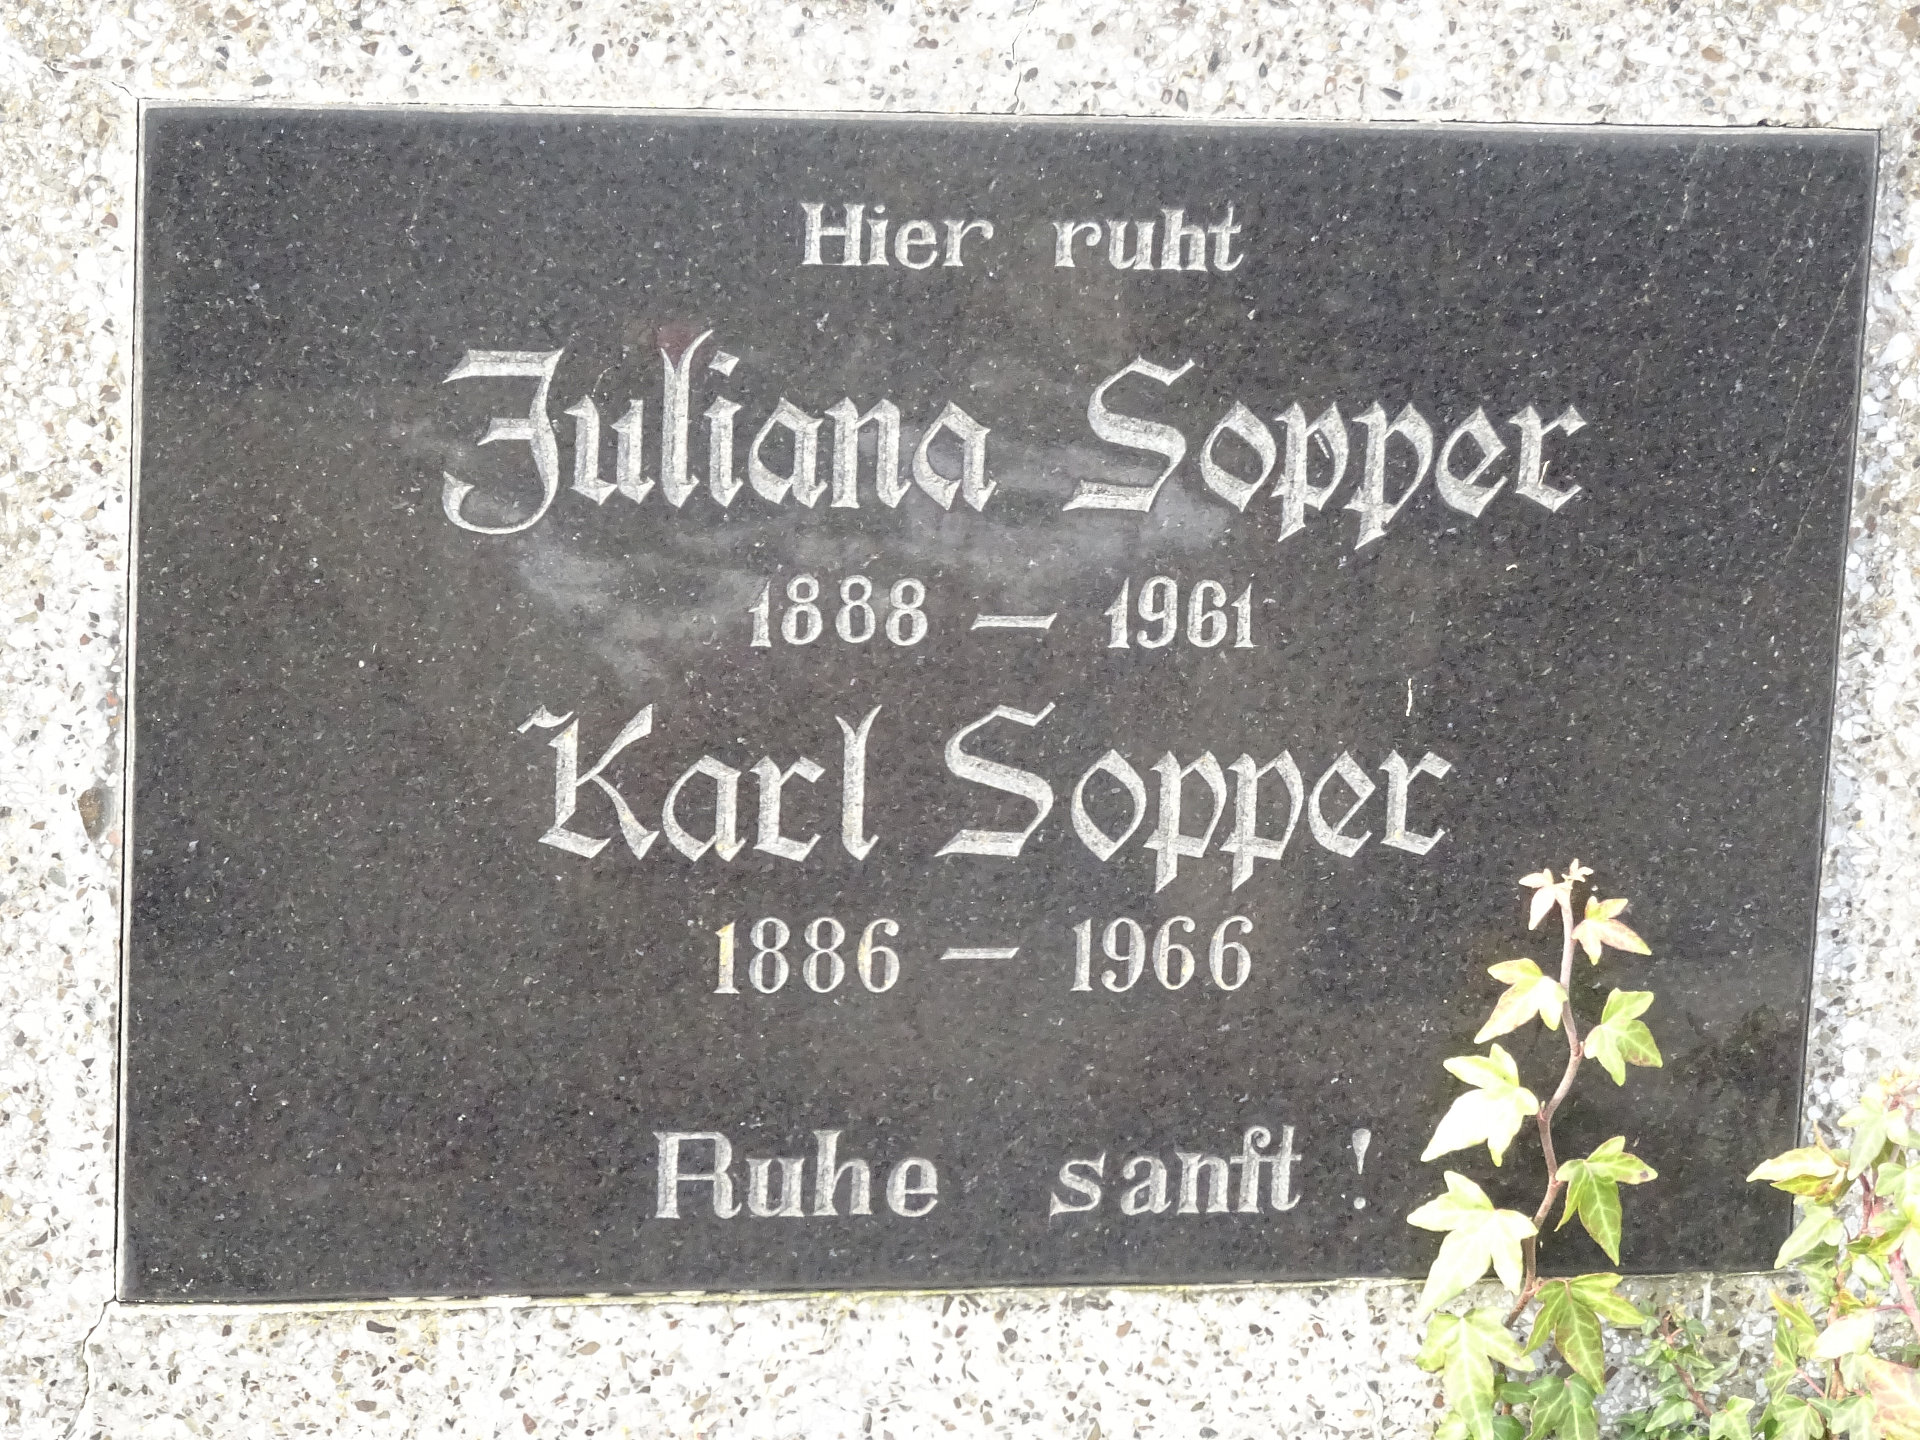 Hier ruht
Juliana Sopper
1888 – 1961
Karl Sopper
1886 – 1966
Ruhe sanft !